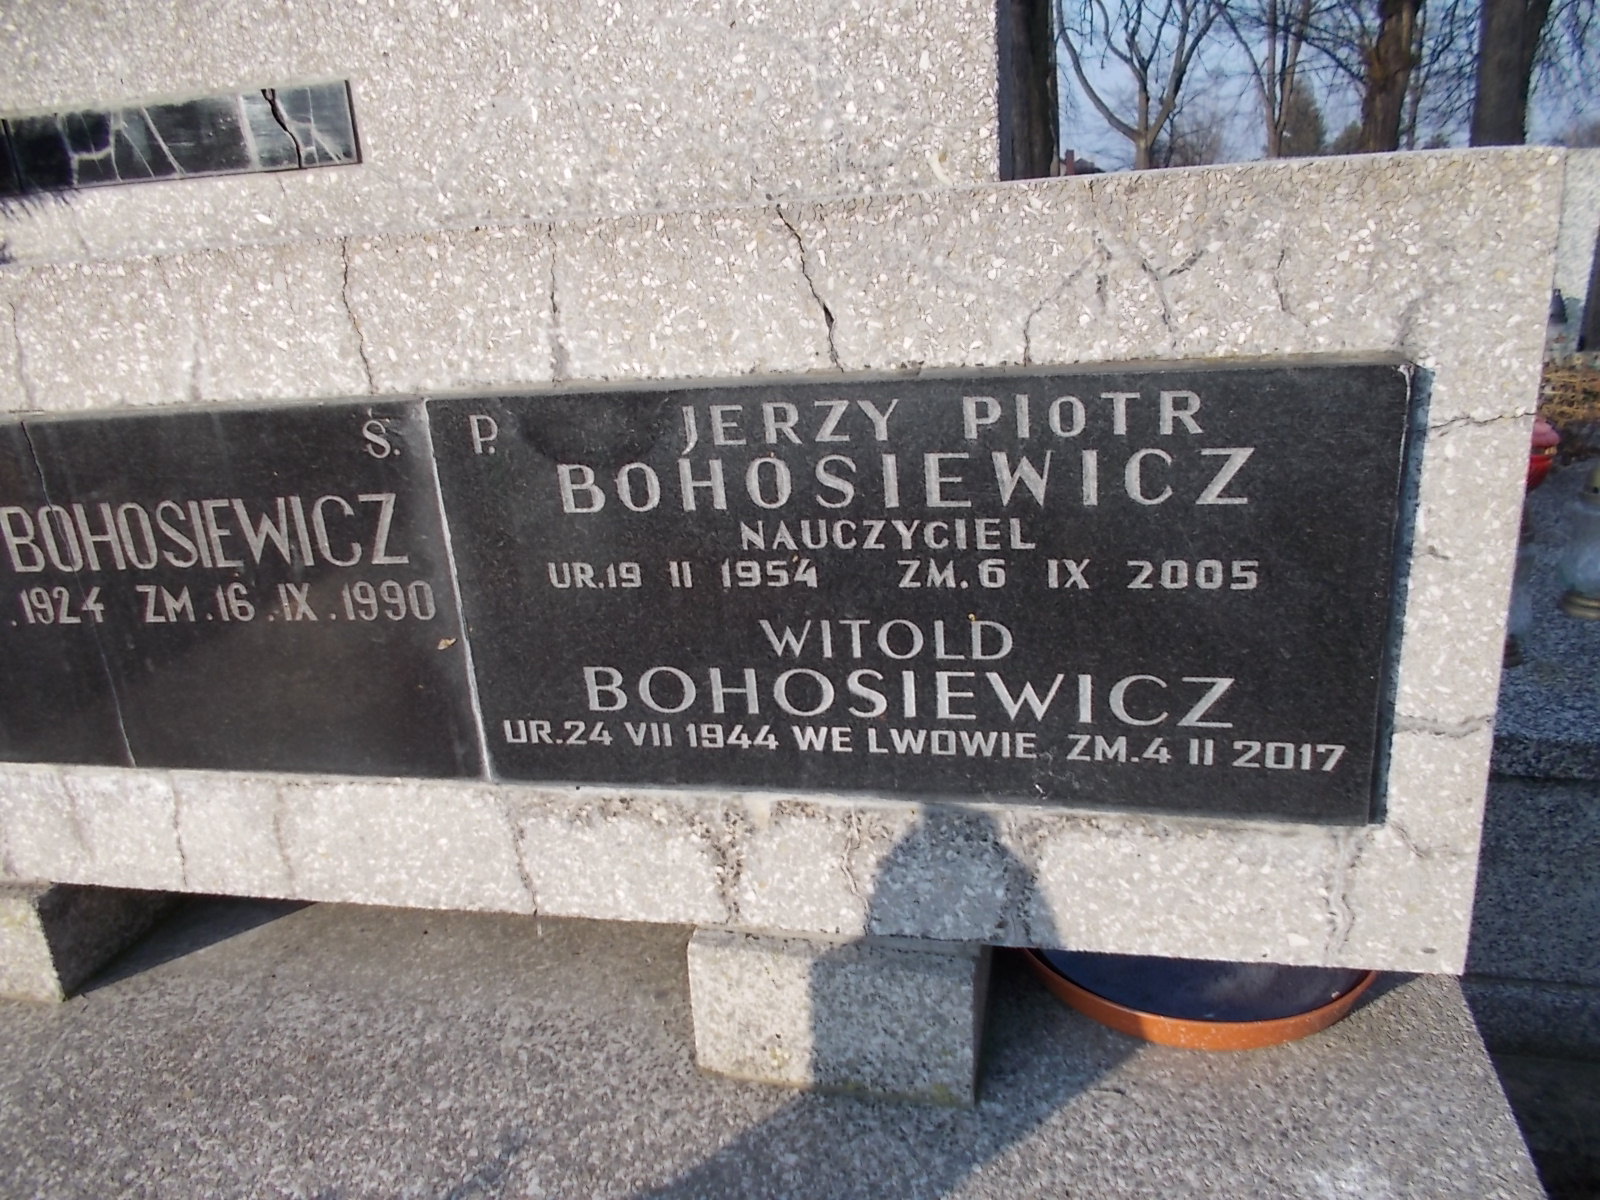 Ś. P.
BOHOSIEWICZ
.1924 ZM.16.IX.1990
JERZY PIOTR
BOHOSIEWICZ
NAUCZYCIEL
UR.19 II 1954 ZM.6 IX 2005
WITOLD
BOHOSIEWICZ
UR.24 VII 1944 WE LWOWIE ZM.4 II 2017